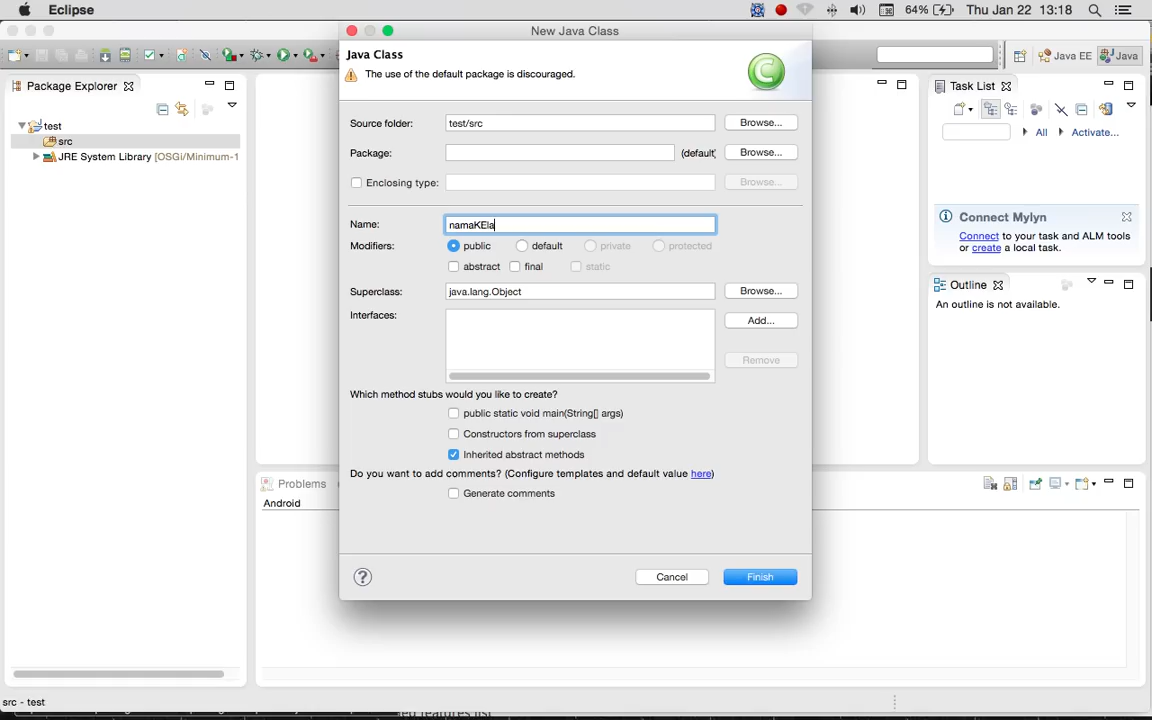 Eclipse
64%
Thu Jan 22 13:18
New Java Class
Java Class
The use of the default package is discouraged.
Java EE
Java
Package Explorer
test
src
JRE System Library [OSGi/Minimum-1
Source folder:
test/src
Browse...
Package:
(default
Browse...
Enclosing type:
Browse...
Name:
namaKEla
Modifiers:
public
default
private
protected
abstract
final
static
Superclass:
java.lang.Object
Browse...
Interfaces:
Add...
Remove
Which method stubs would you like to create?
public static void main(String[] args)
Constructors from superclass
Inherited abstract methods
Do you want to add comments? (Configure templates and default value here)
Generate comments
Cancel
Finish
Task List
All
Activate...
Connect Mylyn
Connect to your task and ALM tools
or create a local task.
Outline
An outline is not available.
Problems
Android
src - test